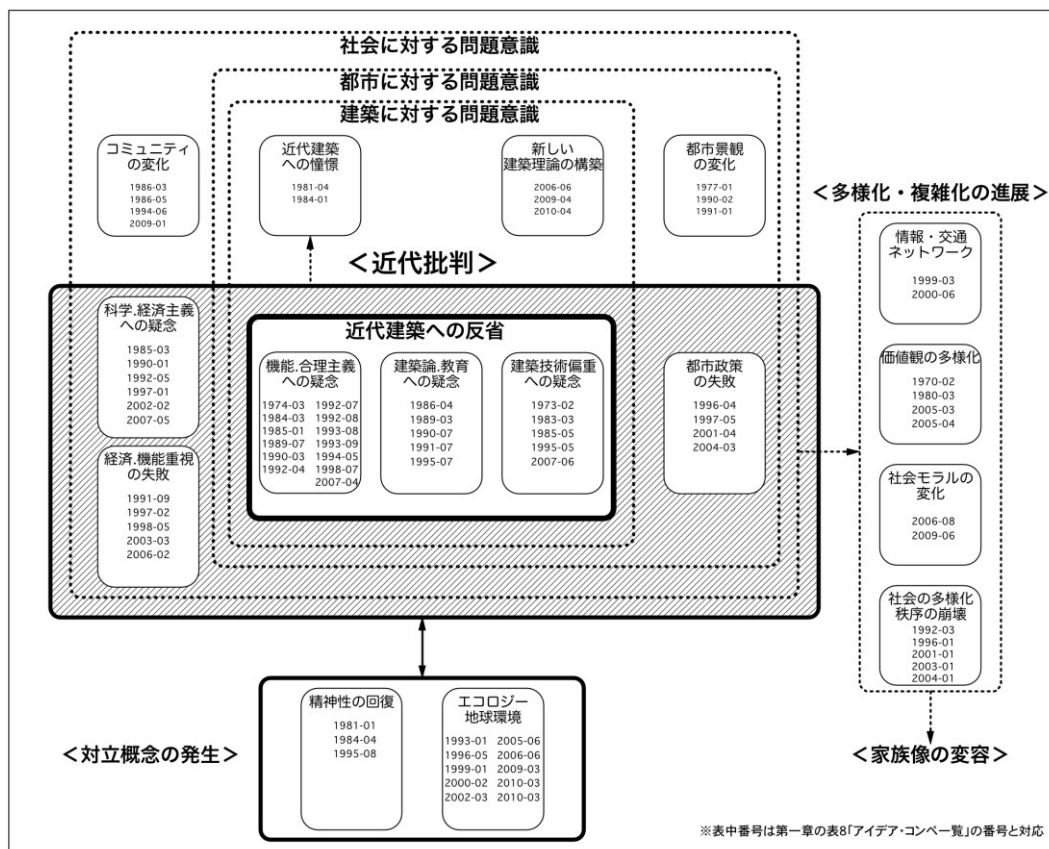 社会に対する問題意識
都市に対する問題意識
建築に対する問題意識
コミュニティ
の変化
1986-03
1986-05
1994-06
2009-01
近代建築
への憧憬
1981-04
1984-01
新しい
建築理論の構築
2006-06
2009-04
2010-04
都市景観
の変化
1977-01
1990-02
1991-01
＜近代批判＞
科学.経済主義
への疑念
1985-03
1990-01
1992-05
1997-01
2002-02
2007-05
経済.機能重視
の失敗
1991-09
1997-02
1998-05
2003-03
2006-02
近代建築への反省
機能.合理主義
への疑念
1974-03 1992-07
1984-03 1992-08
1985-01 1993-08
1989-07 1993-09
1990-03 1994-05
1992-04 1998-07
2007-04
建築論.教育
への疑念
1986-04
1989-03
1990-07
1991-07
1995-07
建築技術偏重
への疑念
1973-02
1983-03
1985-05
1995-05
2007-06
都市政策
の失敗
1996-04
1997-05
2001-04
2004-03
＜多様化・複雑化の進展＞
情報・交通
ネットワーク
1999-03
2000-06
価値観の多様化
1970-02
1980-03
2005-03
2005-04
社会モラルの
変化
2006-08
2009-06
社会の多様化
秩序の崩壊
1992-03
1996-01
2001-01
2003-01
2004-01
＜家族像の変容＞
＜対立概念の発生＞
精神性の回復
1981-01
1984-04
1995-08
エコロジー
地球環境
1993-01 2005-06
1996-05 2006-06
1999-01 2009-03
2000-02 2010-03
2002-03 2010-03
※表中番号は第一章の表8「アイデア・コンペ一覧」の番号と対応